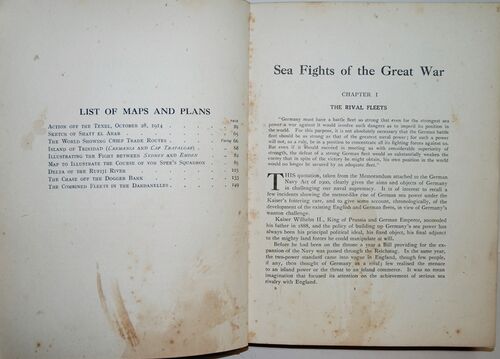 LIST OF MAPS AND PLANS
PAGE
Action off the Texel, October 28, 1914 - 85
Sketch of Shatt el Arab - 65
The World Showing Chief Trade Routes - Facing 66
Island of Trinidad (Carmania and Cap Trafalgar) - 68
Illustrating the Fight between Sydney and Emden - 82
Map to Illustrate the Course of von Spee's Squadron - 85
Delta of the Rufiji River - 125
The Chase off the Dogger Bank - 135
The Combined Fleets in the Dardanelles - 149
Sea Fights of the Great War
CHAPTER I
THE RIVAL FLEETS
"Germany must have a battle fleet so strong that even for the strongest sea
power a war against it would involve such dangers as to imperil its position in
the world. For this purpose, it is not absolutely necessary that the German battle
fleet should be as strong as that of the greatest naval power; for such a power
will not, as a rule, be in a position to concentrate all its fighting forces against us.
But even if it should succeed in meeting us with considerable superiority of
strength, the defeat of a strong German fleet would so substantially weaken the
enemy that in spite of the victory he might obtain, his own position in the world
would no longer be secured by an adequate fleet."
THIS quotation, taken from the Memorandum attached to the German
Navy Act of 1900, clearly gives the aims and objects of Germany
in challenging our naval supremacy. It is of interest to recall a
few incidents showing the meteor-like rise of German sea power under the
Kaiser's fostering care, and to give some account, chronologically, of the
development of the existing English and German fleets, in view of Germany's
wanton challenge.
Kaiser Wilhelm II., King of Prussia and German Emperor, succeeded
his father in 1888, and the policy of building up Germany's sea power has
always been his principal political ideal, his final object, his final adjunct
to the mighty land forces he could manipulate at will.
Before he had been on the throne a year a Bill providing for the ex-
pansion of the Navy was passed through the Reichstag. In the same year,
the two-power standard came into vogue in England, though few people,
if any, then thought of Germany as a rival; few realised the menace
to an inland power or the threat to an island commerce. It was no mean
imagination that focused its attention on the achievement of serious sea
rivalry with England.